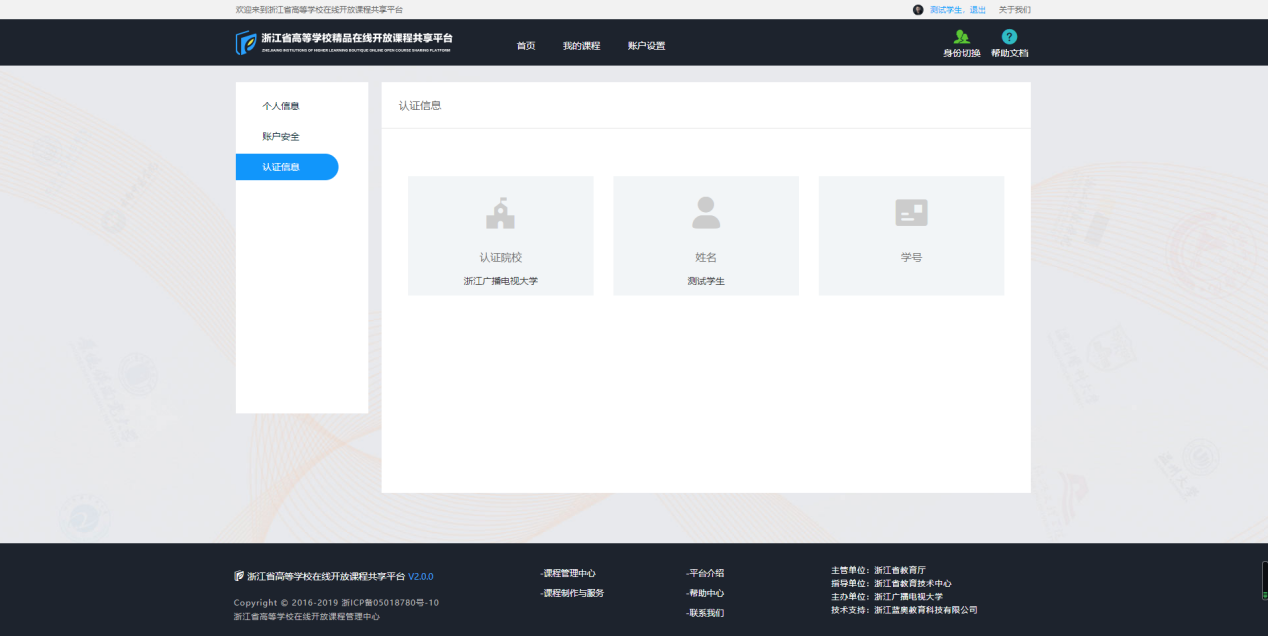 欢迎来到浙江省高等学校在线开放课程共享平台
测试学生，退出 关于我们
浙江省高等学校精品在线开放课程共享平台
ZHEJIANG INSTITUTIONS OF HIGHER LEARNING BOUTIQUE ONLINE OPEN COURSE SHARING PLATFORM
首页 我的课程 账户设置
身份切换 帮助文档
个人信息
账户安全
认证信息
认证信息
认证院校
浙江广播电视大学
姓名
测试学生
学号
浙江省高等学校在线开放课程共享平台 V2.0.0
Copyright © 2016-2019 浙ICP备05018780号-10
浙江省高等学校在线开放课程管理中心
-课程管理中心
-课程制作与服务
-平台介绍
-帮助中心
-联系我们
主管单位：浙江省教育厅
指导单位：浙江省教育技术中心
主办单位：浙江广播电视大学
技术支持：浙江蓝奥教育科技有限公司